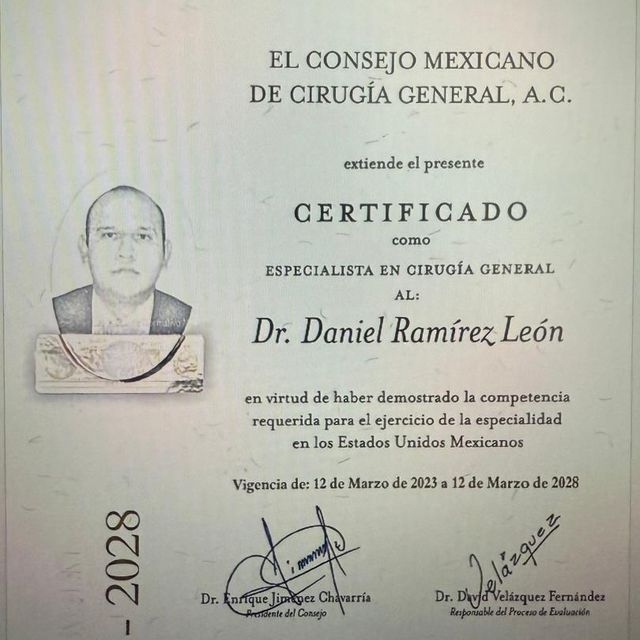 EL CONSEJO MEXICANO
DE CIRUGÍA GENERAL, A.C.
extiende el presente
CERTIFICADO
como
ESPECIALISTA EN CIRUGÍA GENERAL
AL:
Dr. Daniel Ramírez León
en virtud de haber demostrado la competencia
requerida para el ejercicio de la especialidad
en los Estados Unidos Mexicanos
Vigencia de: 12 de Marzo de 2023 a 12 de Marzo de 2028
- 2028
Velázquez
Dr. Enrique Jiménez Chavarría
Presidente del Consejo
Dr. David Velázquez Fernández
Responsable del Proceso de Evaluación